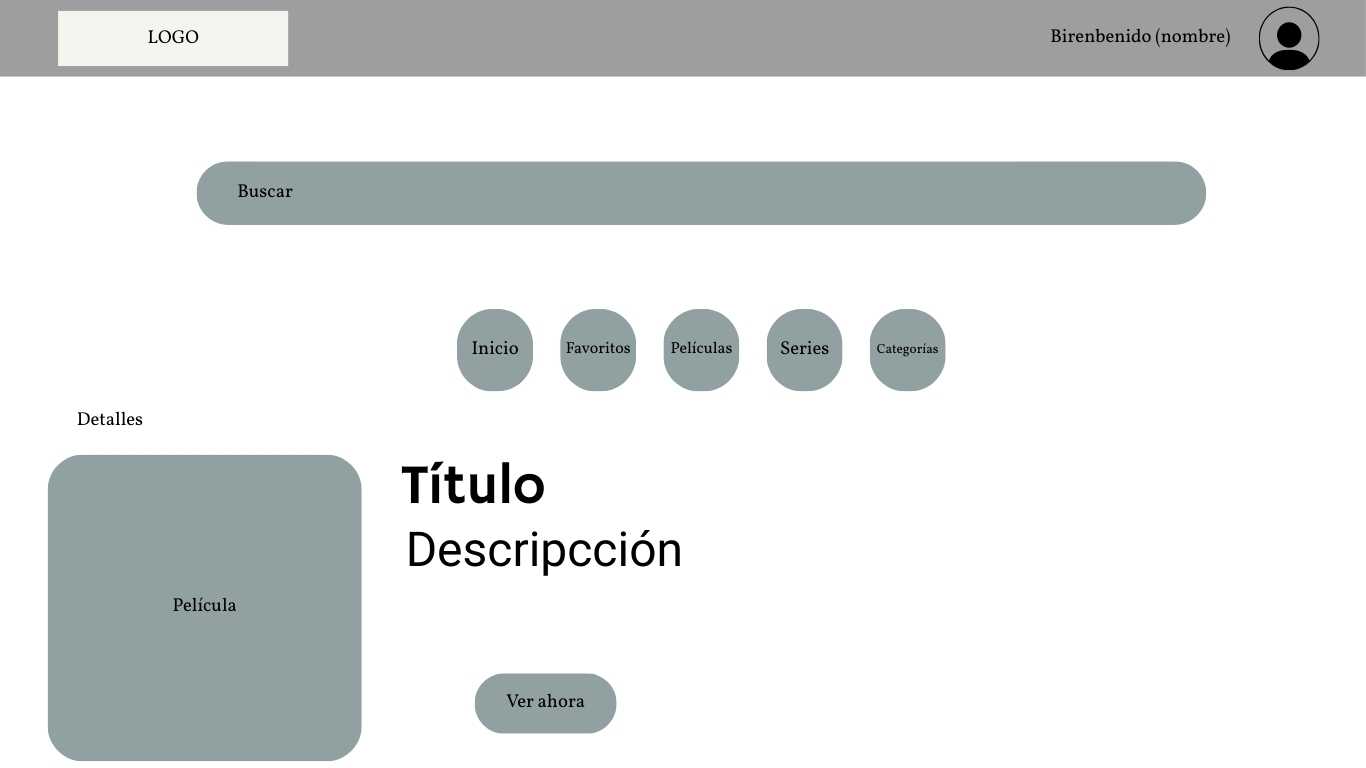 LOGO
Birenbenido (nombre)
Buscar
Inicio
Favoritos
Películas
Series
Categorías
Detalles
Título
Descripcción
Película
Ver ahora